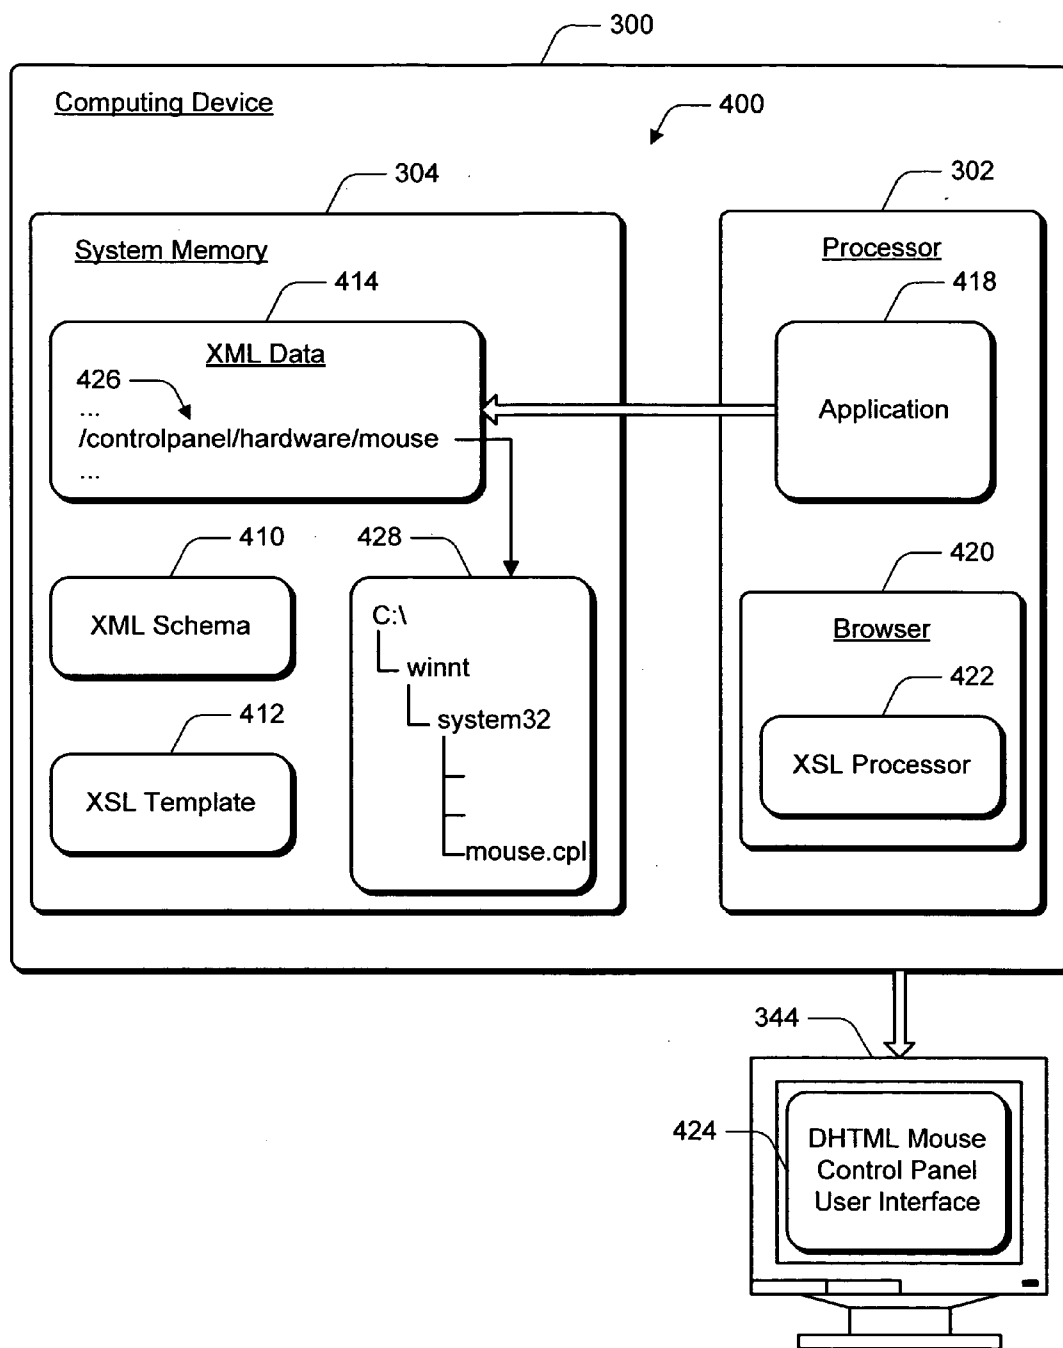 300
Computing Device
400
304
302
System Memory
Processor
414
418
XML Data
426
...
/controlpanel/hardware/mouse
...
Application
410
428
420
XML Schema
C:\
winnt
system32
mouse.cpl
Browser
422
412
XSL Processor
XSL Template
344
424
DHTML Mouse
Control Panel
User Interface